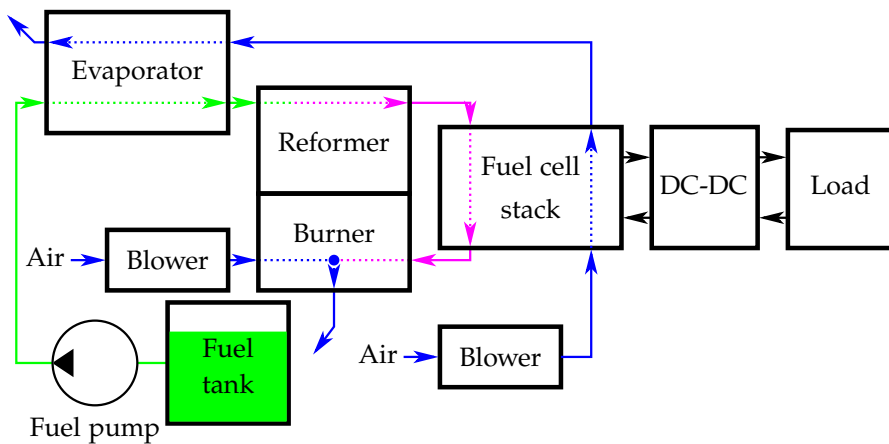 Evaporator
Reformer
Fuel cell
stack
DC-DC
Load
Burner
Air
Blower
Fuel
tank
Air
Blower
Fuel pump